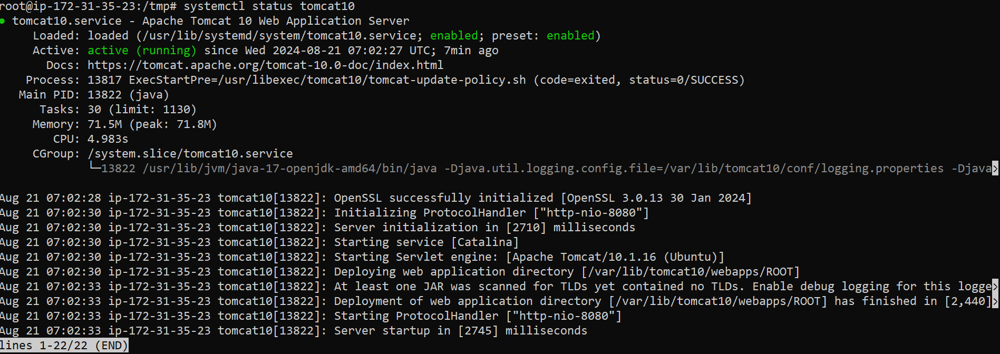 root@ip-172-31-35-23:/tmp# systemctl status tomcat10
● tomcat10.service - Apache Tomcat 10 Web Application Server
     Loaded: loaded (/usr/lib/systemd/system/tomcat10.service; enabled; preset: enabled)
     Active: active (running) since Wed 2024-08-21 07:02:27 UTC; 7min ago
       Docs: https://tomcat.apache.org/tomcat-10.0-doc/index.html
    Process: 13817 ExecStartPre=/usr/libexec/tomcat10/tomcat-update-policy.sh (code=exited, status=0/SUCCESS)
   Main PID: 13822 (java)
      Tasks: 30 (limit: 1130)
     Memory: 71.5M (peak: 71.8M)
        CPU: 4.983s
     CGroup: /system.slice/tomcat10.service
             └─13822 /usr/lib/jvm/java-17-openjdk-amd64/bin/java -Djava.util.logging.config.file=/var/lib/tomcat10/conf/logging.properties -Djava>
Aug 21 07:02:28 ip-172-31-35-23 tomcat10[13822]: OpenSSL successfully initialized [OpenSSL 3.0.13 30 Jan 2024]
Aug 21 07:02:30 ip-172-31-35-23 tomcat10[13822]: Initializing ProtocolHandler ["http-nio-8080"]
Aug 21 07:02:30 ip-172-31-35-23 tomcat10[13822]: Server initialization in [2710] milliseconds
Aug 21 07:02:30 ip-172-31-35-23 tomcat10[13822]: Starting service [Catalina]
Aug 21 07:02:30 ip-172-31-35-23 tomcat10[13822]: Starting Servlet engine: [Apache Tomcat/10.1.16 (Ubuntu)]
Aug 21 07:02:30 ip-172-31-35-23 tomcat10[13822]: Deploying web application directory [/var/lib/tomcat10/webapps/ROOT]
Aug 21 07:02:33 ip-172-31-35-23 tomcat10[13822]: At least one JAR was scanned for TLDs yet contained no TLDs. Enable debug logging for this logge>
Aug 21 07:02:33 ip-172-31-35-23 tomcat10[13822]: Deployment of web application directory [/var/lib/tomcat10/webapps/ROOT] has finished in [2,440]>
Aug 21 07:02:33 ip-172-31-35-23 tomcat10[13822]: Starting ProtocolHandler ["http-nio-8080"]
Aug 21 07:02:33 ip-172-31-35-23 tomcat10[13822]: Server startup in [2745] milliseconds
lines 1-22/22 (END)